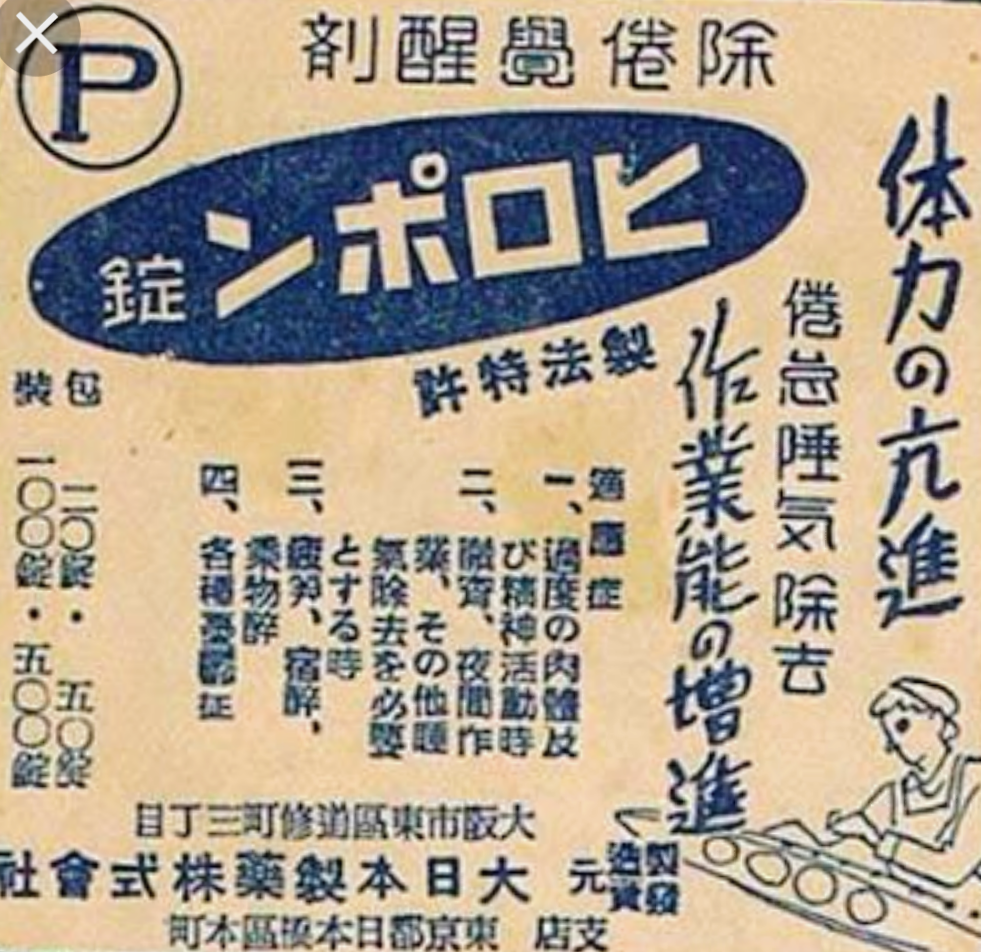 P
除倦覺醒剤
ヒロポン錠
製法特許
体力の亢進
倦怠睡気除去
作業能の増進
適應症
一、過度の肉體及
び精神活動時
二、徹宵、夜間作
業、その他睡
氣除去を必要
とする時
三、疲労、宿醉、
乗物醉
四、各種憂鬱症
包装
二〇錠・五〇錠
一〇〇錠・五〇〇錠
大阪市東區道修町三丁目
製造發賣元 大日本製薬株式會社
支店 東京都日本橋區本町